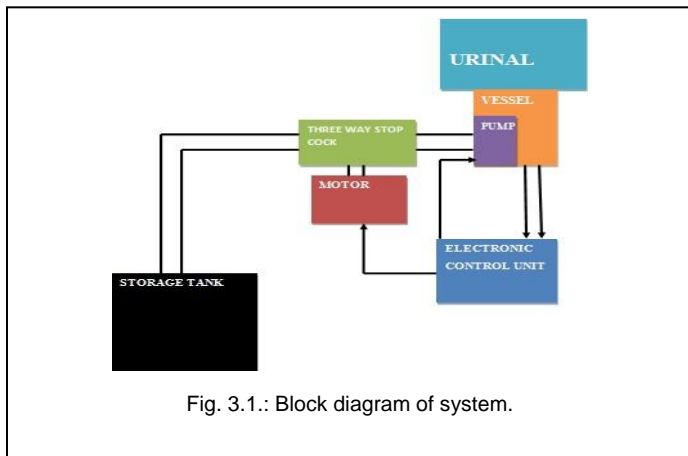 URINAL
VESSEL
PUMP
THREE WAY STOP
COCK
MOTOR
ELECTRONIC
CONTROL UNIT
STORAGE TANK
Fig. 3.1.: Block diagram of system.